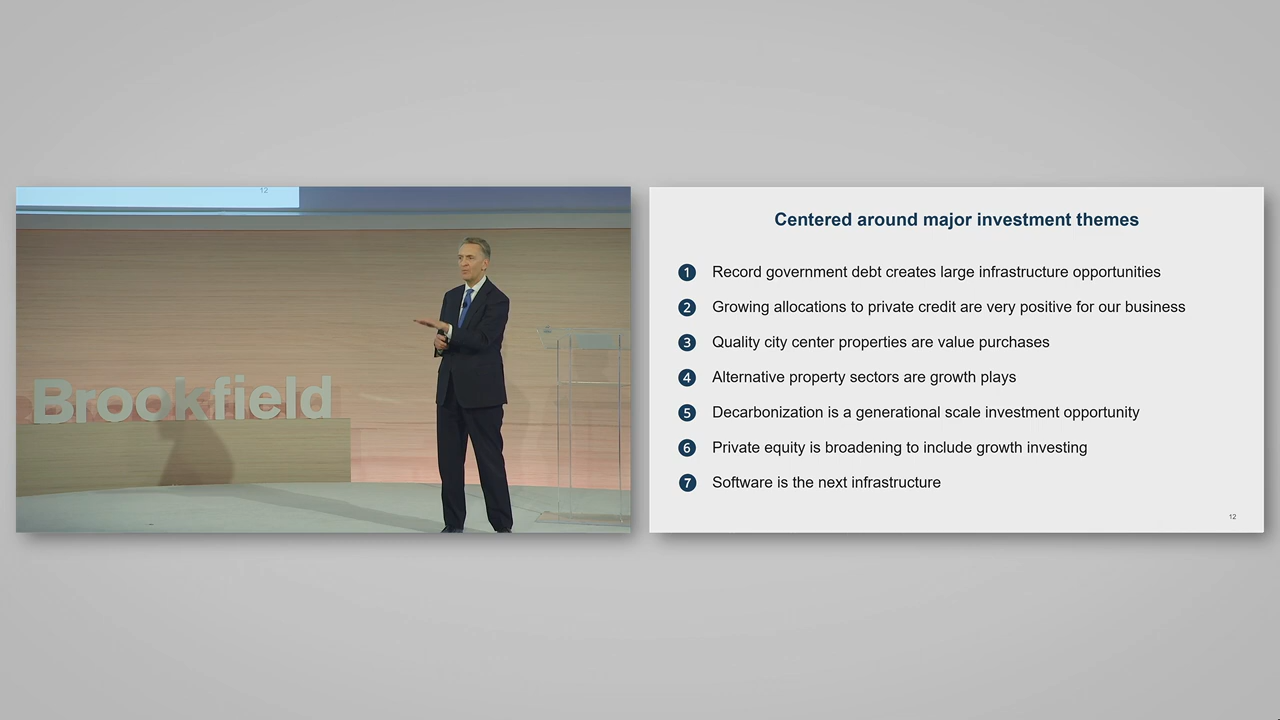 12
Brookfield
Centered around major investment themes
1 Record government debt creates large infrastructure opportunities
2 Growing allocations to private credit are very positive for our business
3 Quality city center properties are value purchases
4 Alternative property sectors are growth plays
5 Decarbonization is a generational scale investment opportunity
6 Private equity is broadening to include growth investing
7 Software is the next infrastructure
12